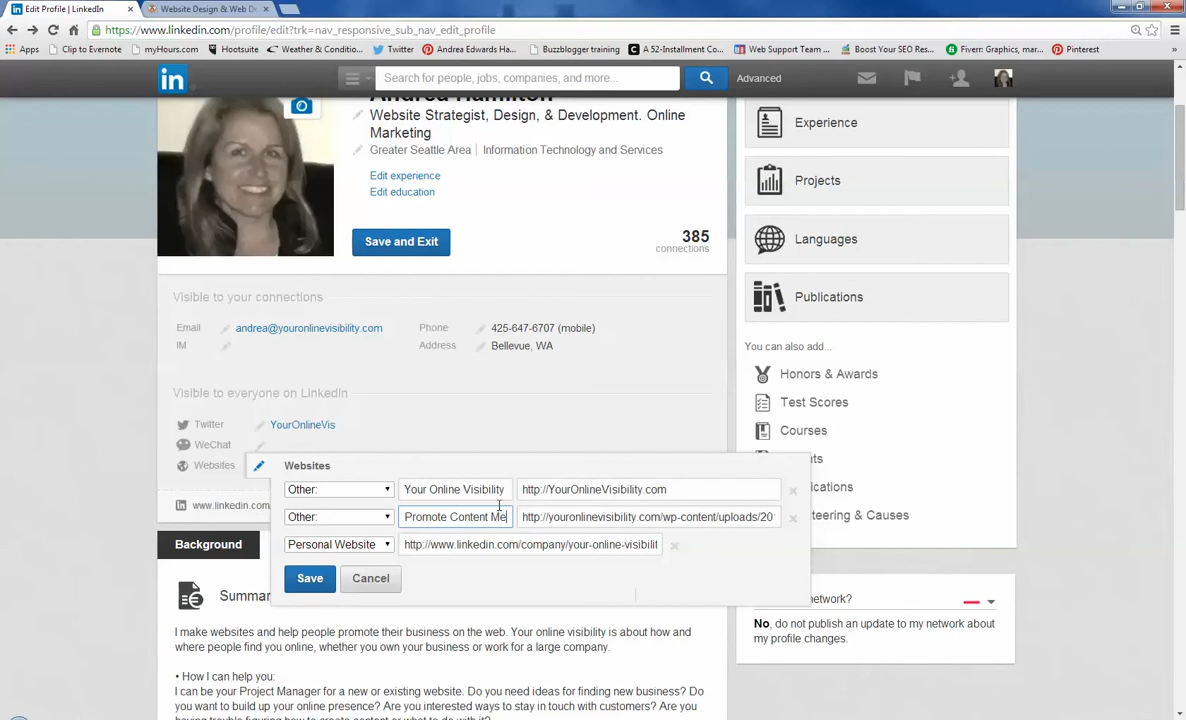 Edit Profile | LinkedIn
Website Design & Web D
https://www.linkedin.com/profile/edit?trk=nav_responsive_sub_nav_edit_profile
Apps
Clip to Evernote
myHours.com
Hootsuite
Weather & Conditio...
Twitter
Andrea Edwards Ha...
Buzzblogger training
A 52-Installment Co...
Web Support Team ...
Boost Your SEO Res...
Fiverr: Graphics, mar...
Pinterest
in
Search for people, jobs, companies, and more...
Advanced
Andrea Hamilton
Website Strategist, Design, & Development. Online
Marketing
Greater Seattle Area
Information Technology and Services
Edit experience
Edit education
Save and Exit
385
connections
Experience
Projects
Languages
Publications
You can also add...
Honors & Awards
Test Scores
Courses
Visible to your connections
Email
andrea@youronlinevisibility.com
Phone
425-647-6707 (mobile)
IM
Address
Bellevue, WA
Visible to everyone on LinkedIn
Twitter
YourOnlineVis
WeChat
Websites
Websites
Other:
Your Online Visibility
http://YourOnlineVisibility.com
Other:
Promote Content Me
http://youronlinevisibility.com/wp-content/uploads/20
Personal Website
http://www.linkedin.com/company/your-online-visibilit
Save
Cancel
www.linkedin.
nts
teering & Causes
Background
Summar
I make websites and help people promote their business on the web. Your online visibility is about how and
where people find you online, whether you own your business or work for a large company.
• How I can help you:
I can be your Project Manager for a new or existing website. Do you need ideas for finding new business? Do
you want to build up your online presence? Are you interested ways to stay in touch with customers? Are you
network?
No, do not publish an update to my network about
my profile changes.